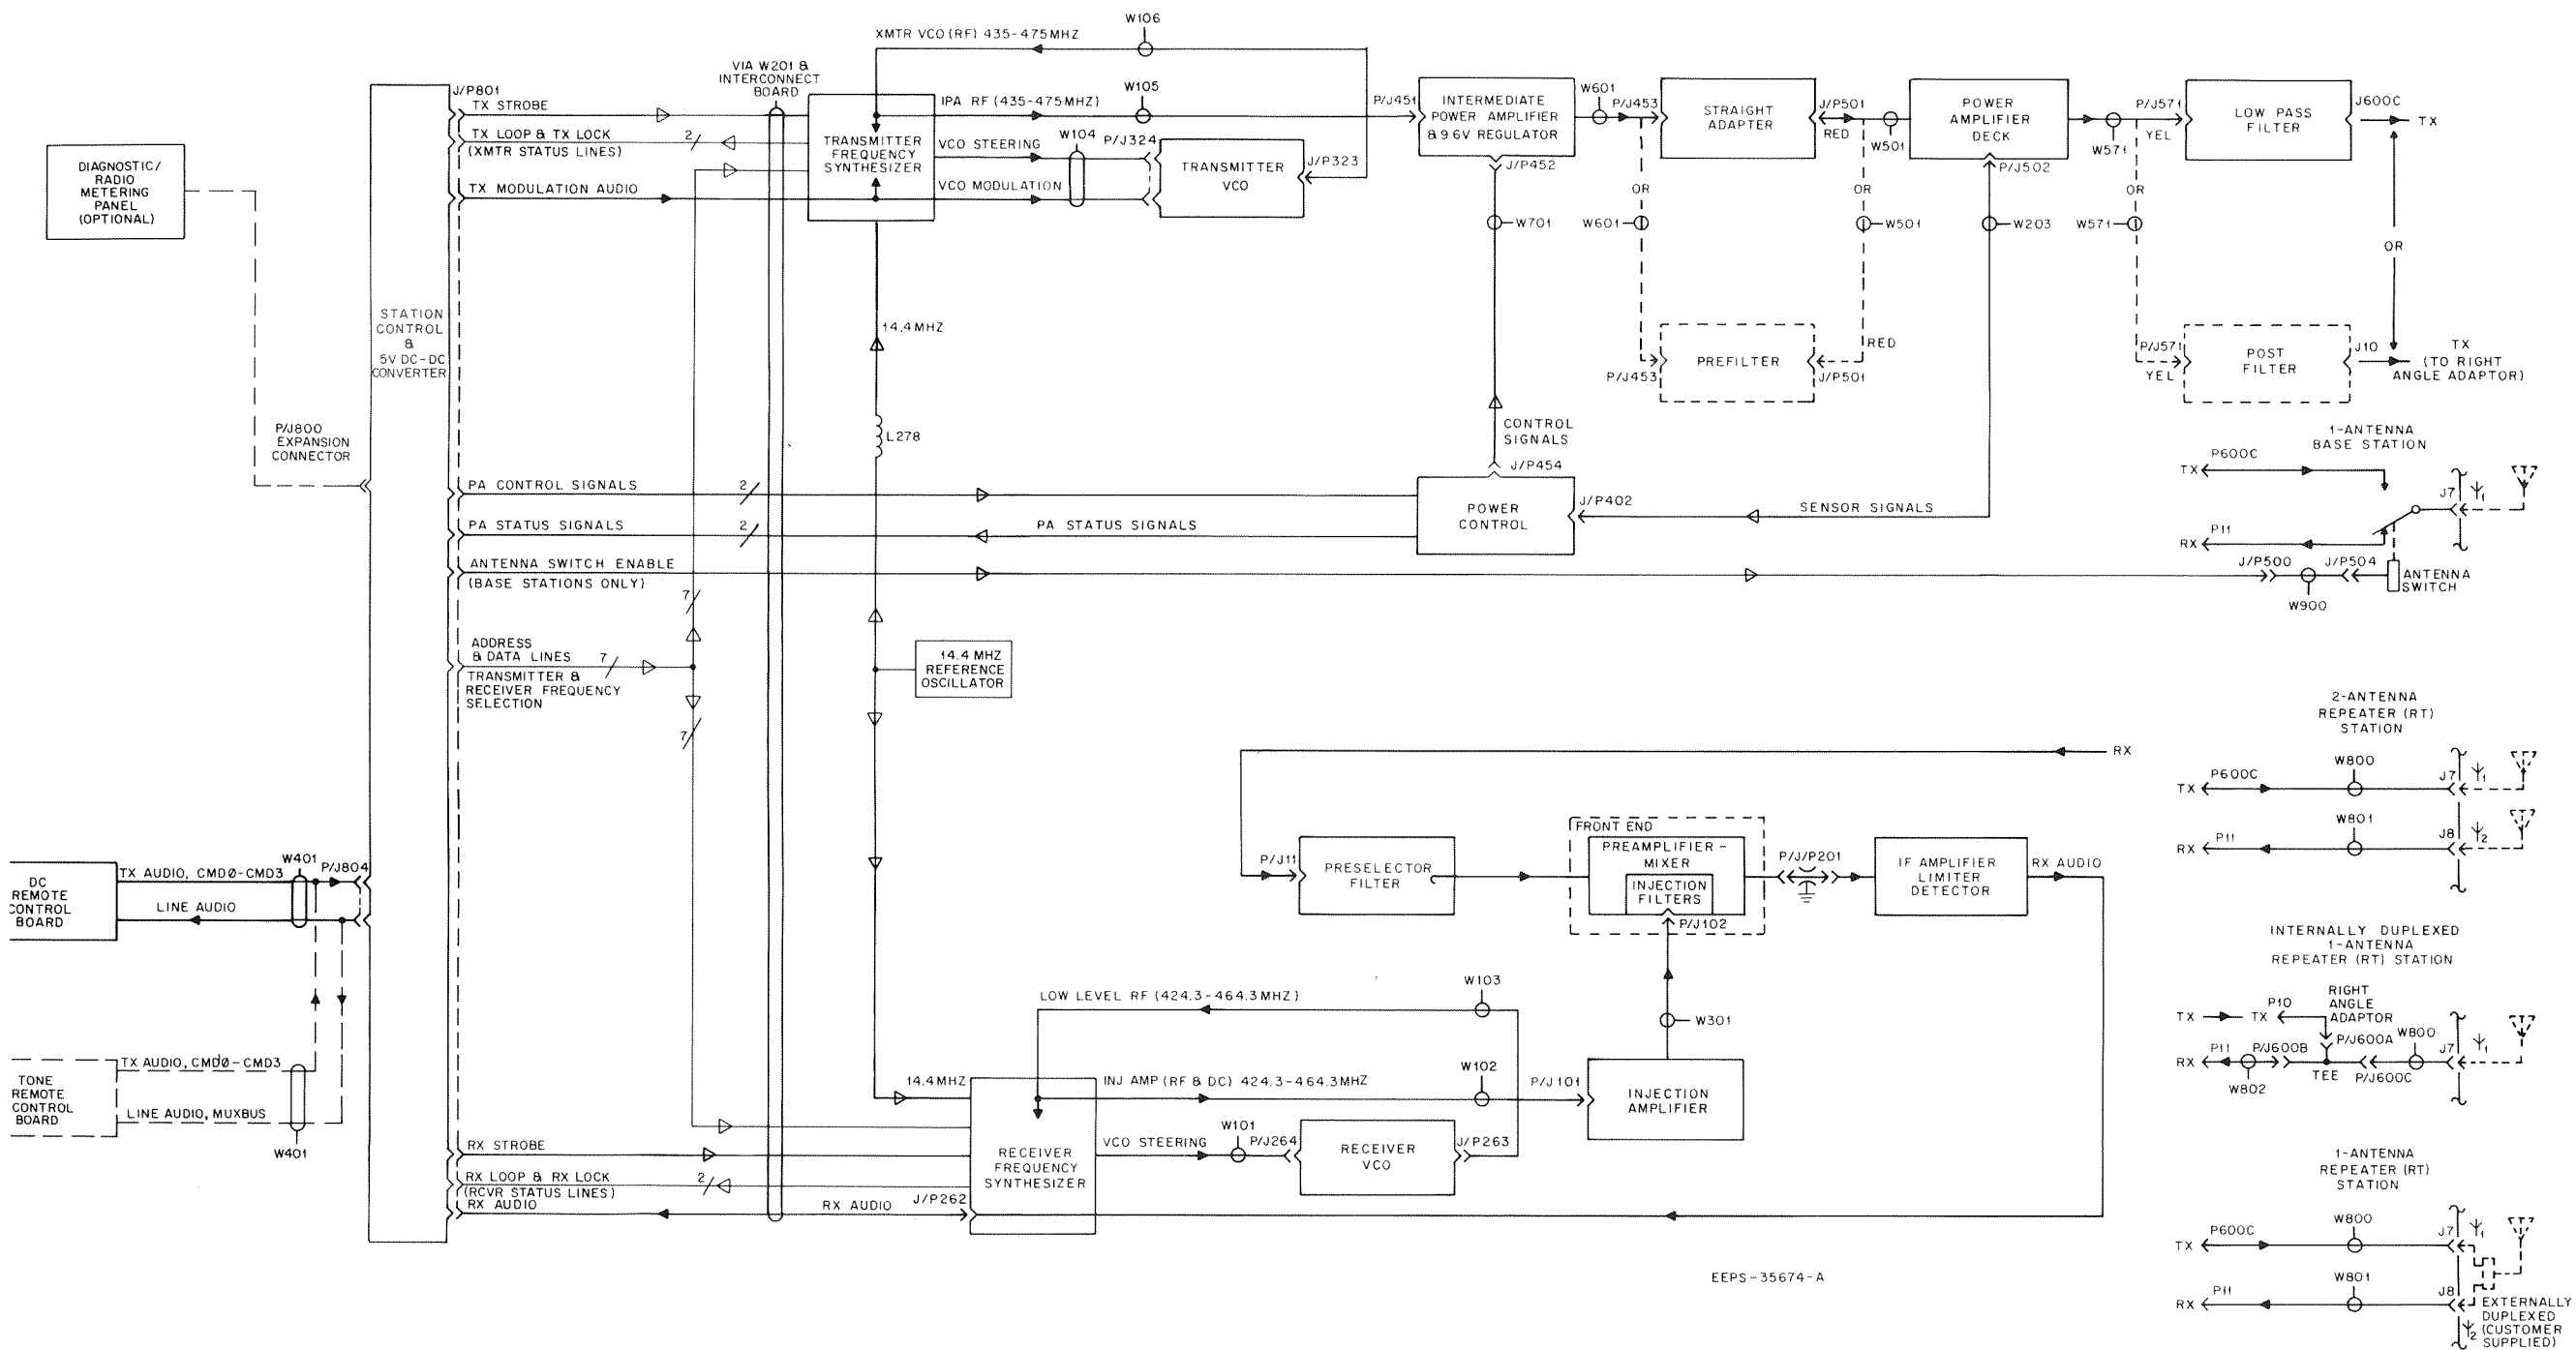 W106
XMTR VCO (RF) 435-475MHZ
VIA W201 &
INTERCONNECT
BOARD
J/P801
TX STROBE
TX LOOP & TX LOCK
2
(XMTR STATUS LINES)
TX MODULATION AUDIO
TRANSMITTER
FREQUENCY
SYNTHESIZER
IPA RF (435-475MHZ)
W105
VCO STEERING
W104
P/J324
VCO MODULATION
TRANSMITTER
VCO
J/P323
P/J451
INTERMEDIATE
POWER AMPLIFIER
& 9.6V REGULATOR
J/P452
W601
P/J453
STRAIGHT
ADAPTER
J/P501
RED
W501
POWER
AMPLIFIER
DECK
P/J502
W571
P/J571
YEL
LOW PASS
FILTER
J600C
TX
DIAGNOSTIC/
RADIO
METERING
PANEL
(OPTIONAL)
OR
OR
OR
OR
W701
W601
W501
W203
W571
STATION
CONTROL
&
5V DC-DC
CONVERTER
14.4MHZ
P/J453
PREFILTER
RED
J/P501
P/J571
YEL
POST
FILTER
J10
TX
(TO RIGHT
ANGLE ADAPTOR)
P/J800
EXPANSION
CONNECTOR
L278
CONTROL
SIGNALS
J/P454
1-ANTENNA
BASE STATION
TX
P600C
J7
1
RX
P11
J/P500
J/P504
W900
ANTENNA
SWITCH
PA CONTROL SIGNALS
2
PA STATUS SIGNALS
2
PA STATUS SIGNALS
POWER
CONTROL
J/P402
SENSOR SIGNALS
ANTENNA SWITCH ENABLE
(BASE STATIONS ONLY)
7
ADDRESS
& DATA LINES
7
TRANSMITTER &
RECEIVER FREQUENCY
SELECTION
7
14.4 MHZ
REFERENCE
OSCILLATOR
2-ANTENNA
REPEATER (RT)
STATION
TX
P600C
W800
J7
1
RX
P11
W801
J8
2
RX
P/J11
PRESELECTOR
FILTER
FRONT END
PREAMPLIFIER-
MIXER
INJECTION
FILTERS
P/J102
P/J/P201
IF AMPLIFIER
LIMITER
DETECTOR
RX AUDIO
DC
REMOTE
CONTROL
BOARD
TX AUDIO, CMD0-CMD3
W401
P/J804
LINE AUDIO
INTERNALLY DUPLEXED
1-ANTENNA
REPEATER (RT) STATION
TX
TX
P10
RIGHT
ANGLE
ADAPTOR
P/J600A
W800
J7
1
RX
P11
P/J600B
W802
TEE
P/J600C
LOW LEVEL RF (424.3-464.3MHZ)
W103
W301
TONE
REMOTE
CONTROL
BOARD
TX AUDIO, CMD0-CMD3
LINE AUDIO, MUXBUS
W401
14.4MHZ
INJ AMP (RF & DC) 424.3-464.3MHZ
W102
P/J101
INJECTION
AMPLIFIER
RX STROBE
RX LOOP & RX LOCK
2
(RCVR STATUS LINES)
RX AUDIO
RX AUDIO
J/P262
RECEIVER
FREQUENCY
SYNTHESIZER
VCO STEERING
W101
P/J264
RECEIVER
VCO
J/P263
1-ANTENNA
REPEATER (RT)
STATION
TX
P600C
W800
J7
1
RX
P11
W801
J8
2
EXTERNALLY
DUPLEXED
(CUSTOMER
SUPPLIED)
EEPS-35674-A